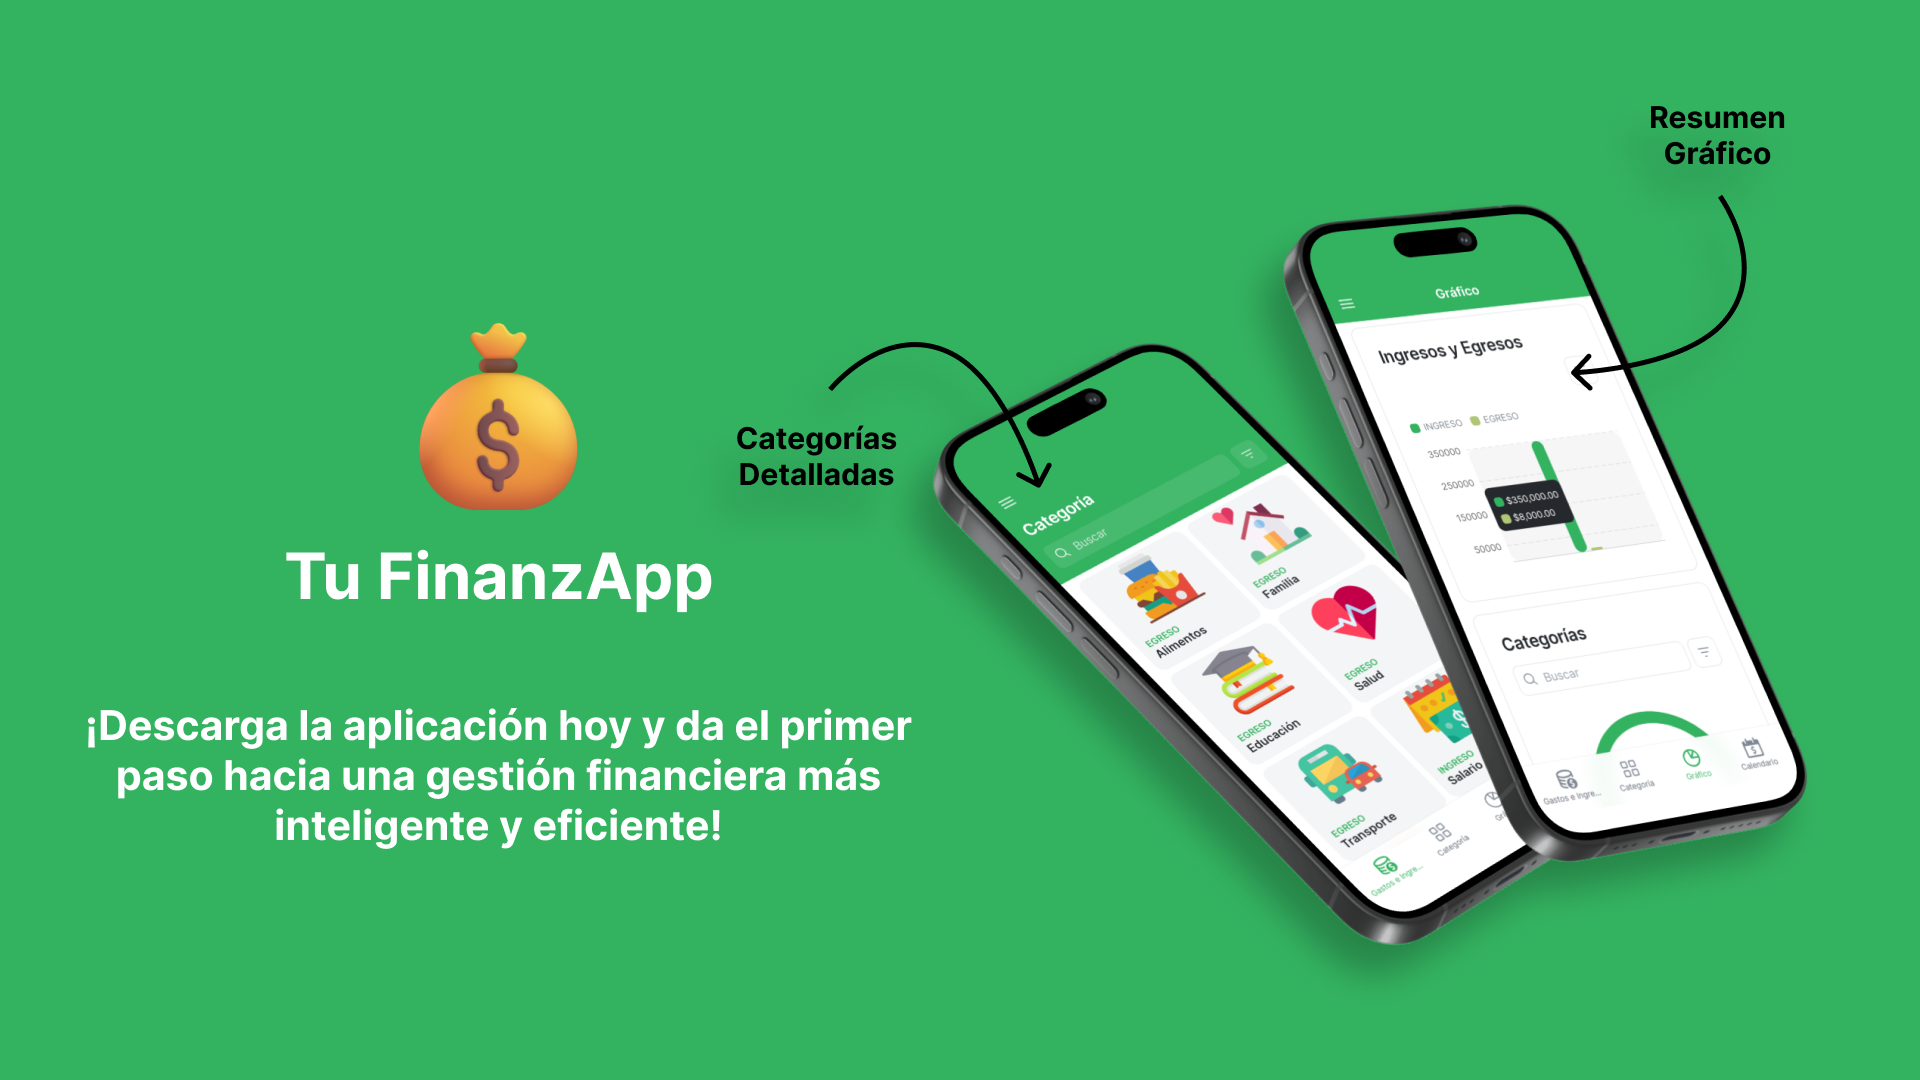 Resumen
Gráfico
Categorías
Detalladas
Tu FinanzApp
¡Descarga la aplicación hoy y da el primer
paso hacia una gestión financiera más
inteligente y eficiente!
Categoría
Buscar
EGRESO
Alimentos
EGRESO
Familia
EGRESO
Educación
EGRESO
Salud
EGRESO
Transporte
INGRESO
Salario
Gastos e Ingre...
Categoría
Gráfico
Ingresos y Egresos
INGRESO
EGRESO
350000
250000
150000
50000
$350,000.00
$8,000.00
Categorías
Buscar
Gastos e Ingre...
Categoría
Gráfico
Calendario